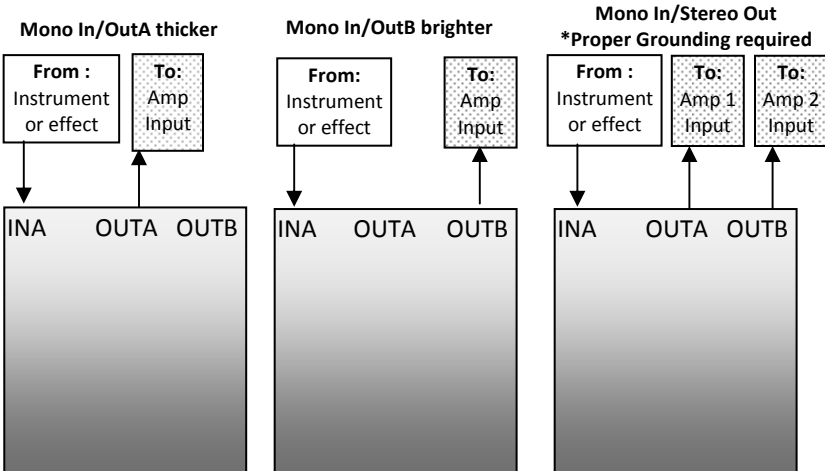 Mono In/OutA thicker
From :
Instrument
or effect
To:
Amp
Input
INA OUTA OUTB
Mono In/OutB brighter
From:
Instrument
or effect
To:
Amp
Input
INA OUTA OUTB
Mono In/Stereo Out
*Proper Grounding required
From :
Instrument
or effect
To:
Amp 1
Input
To:
Amp 2
Input
INA OUTA OUTB